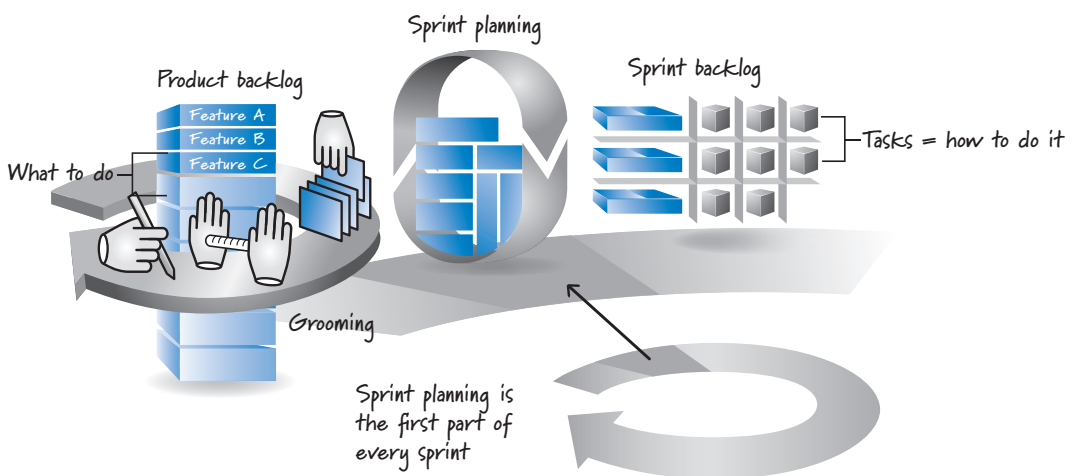 Sprint planning
Product backlog
Sprint backlog
Feature A
Feature B
Feature C
What to do
Tasks = how to do it
Grooming
Sprint planning is
the first part of
every sprint